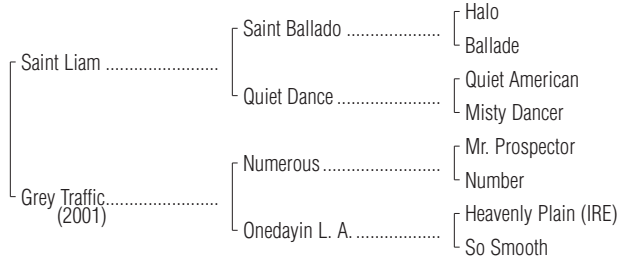 Halo
Saint Ballado ....................
Ballade
Saint Liam ........................
Quiet American
Quiet Dance ......................
Misty Dancer
Mr. Prospector
Numerous .........................
Number
Grey Traffic........................
(2001)
Heavenly Plain (IRE)
Onedayin L. A. ..................
So Smooth